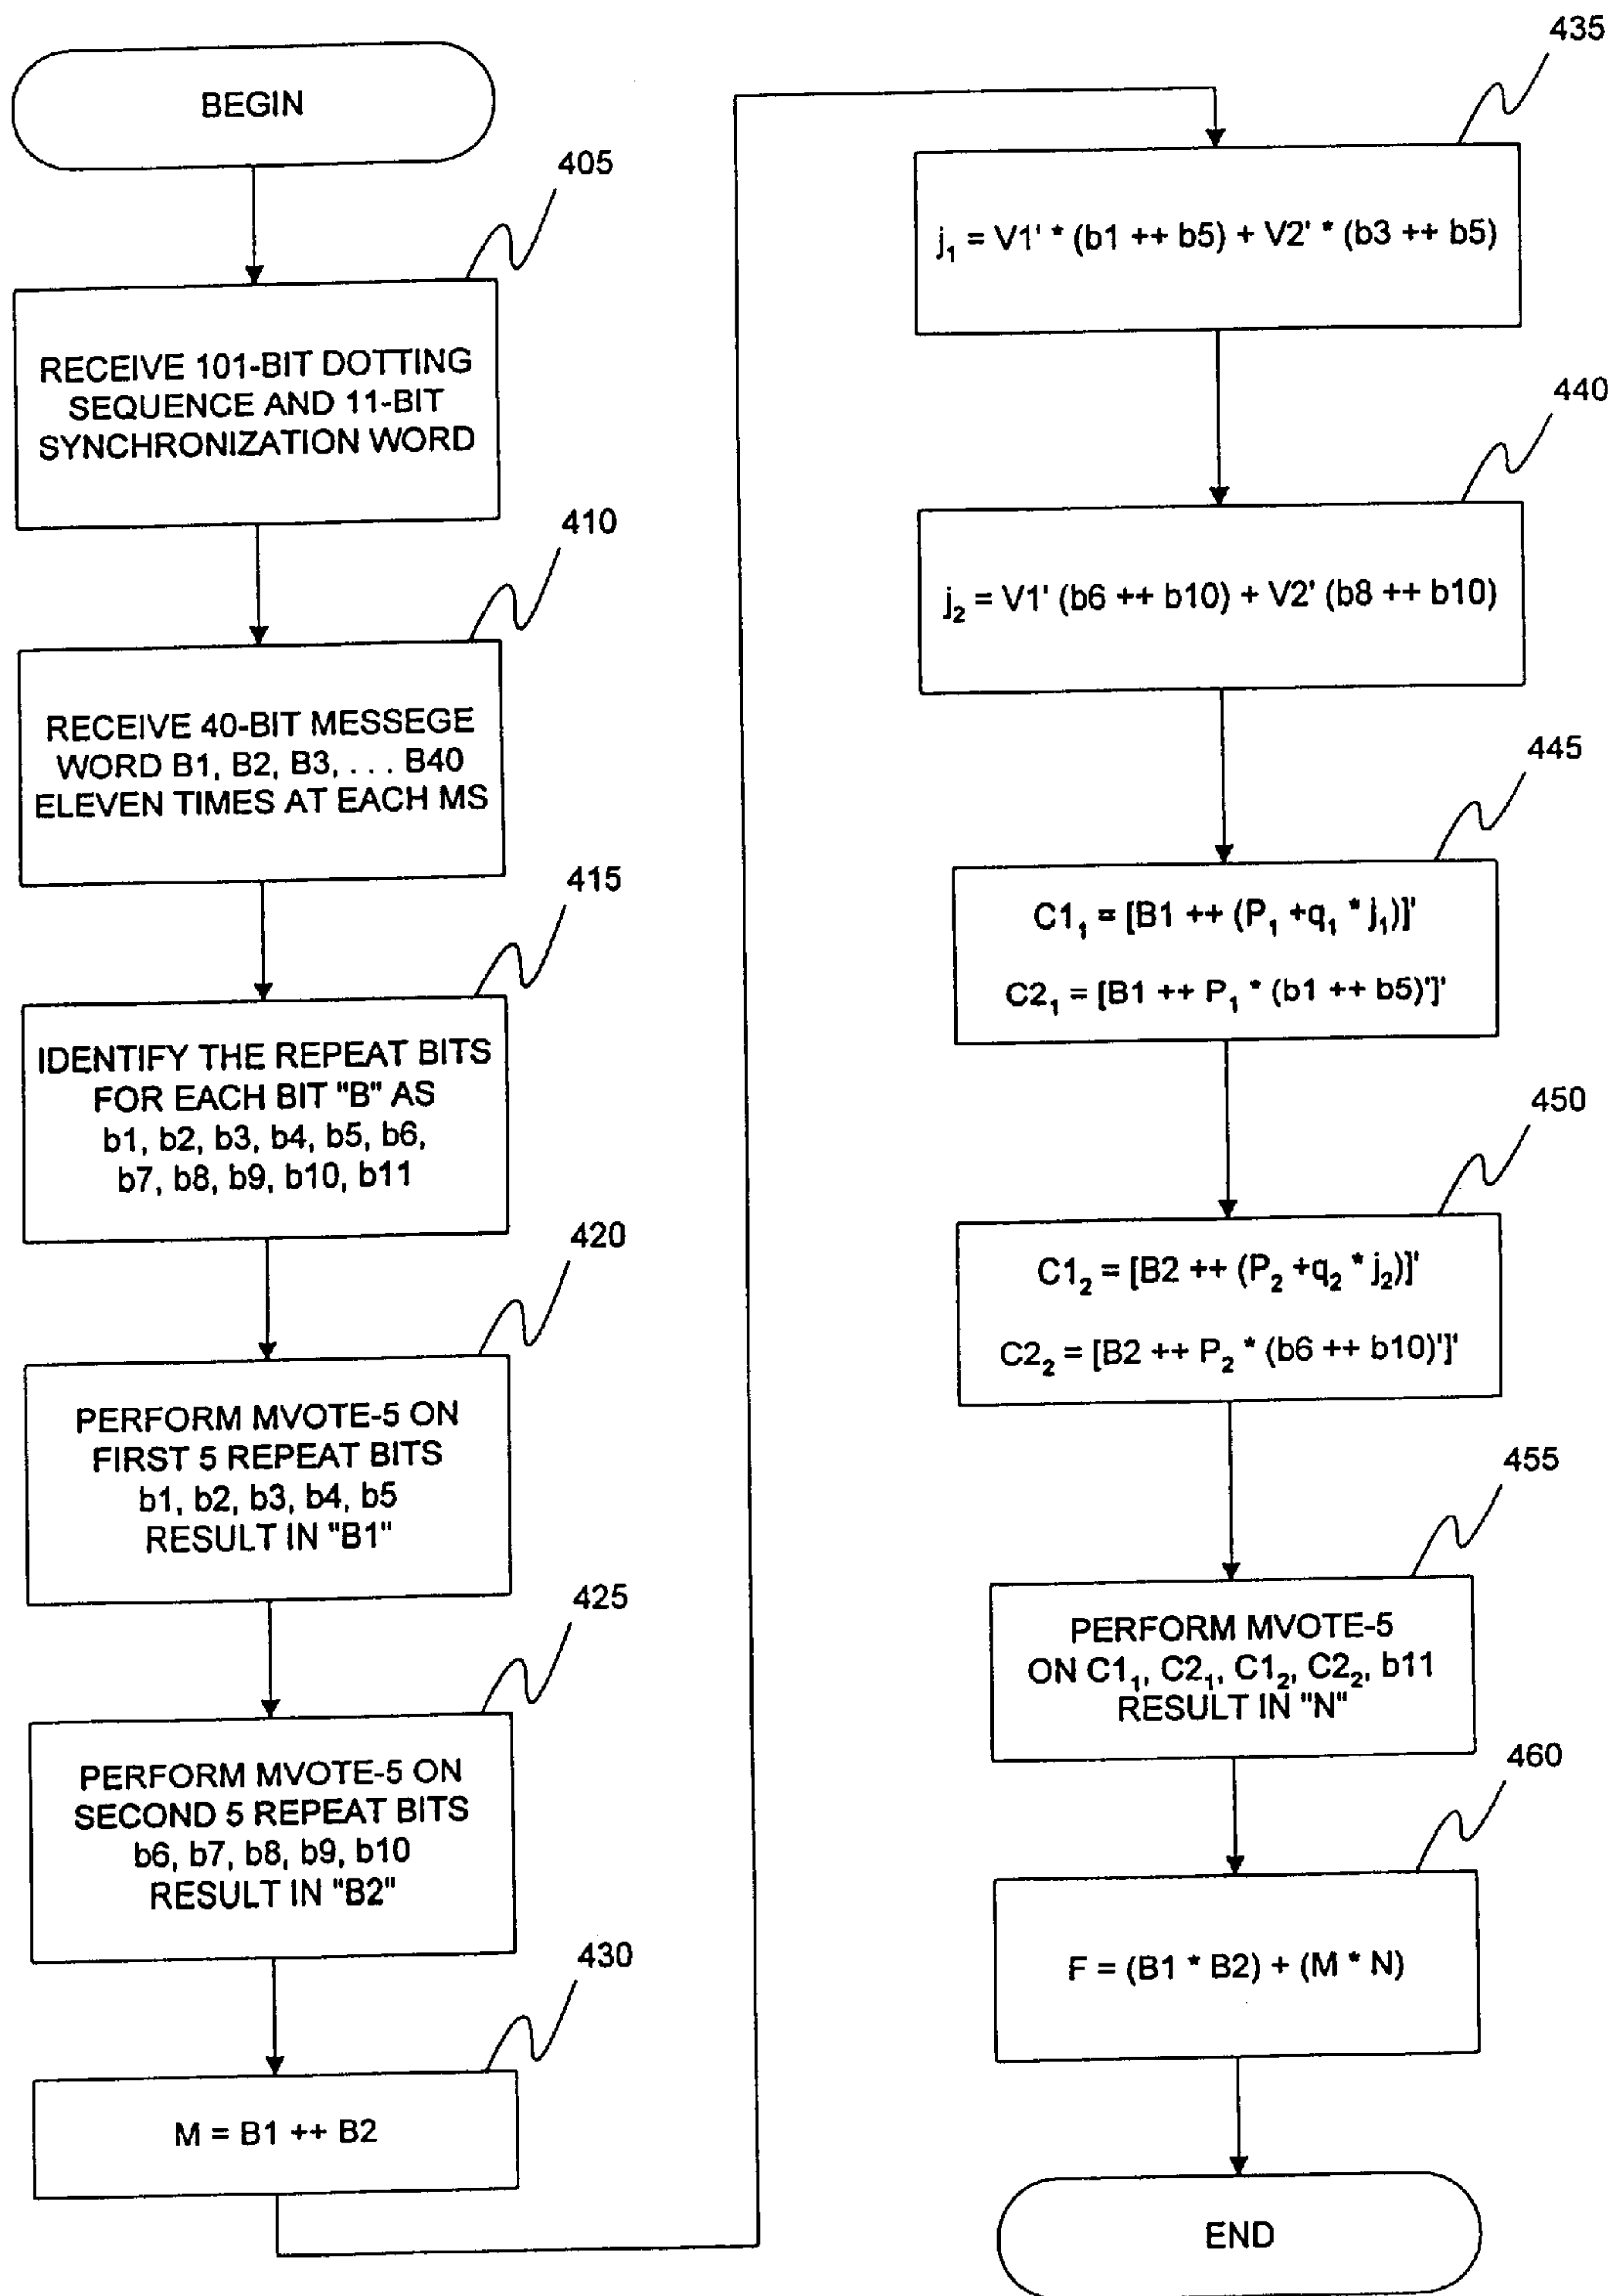 BEGIN
405
RECEIVE 101-BIT DOTTING
SEQUENCE AND 11-BIT
SYNCHRONIZATION WORD
410
RECEIVE 40-BIT MESSEGE
WORD B1, B2, B3, . . . B40
ELEVEN TIMES AT EACH MS
415
IDENTIFY THE REPEAT BITS
FOR EACH BIT "B" AS
b1, b2, b3, b4, b5, b6,
b7, b8, b9, b10, b11
420
PERFORM MVOTE-5 ON
FIRST 5 REPEAT BITS
b1, b2, b3, b4, b5
RESULT IN "B1"
425
PERFORM MVOTE-5 ON
SECOND 5 REPEAT BITS
b6, b7, b8, b9, b10
RESULT IN "B2"
430
M = B1 ++ B2
435
j₁ = V1' * (b1 ++ b5) + V2' * (b3 ++ b5)
440
j₂ = V1' (b6 ++ b10) + V2' (b8 ++ b10)
445
C1₁ = [B1 ++ (P₁ +q₁ * j₁)]'
C2₁ = [B1 ++ P₁ * (b1 ++ b5)']'
450
C1₂ = [B2 ++ (P₂ +q₂ * j₂)]'
C2₂ = [B2 ++ P₂ * (b6 ++ b10)']'
455
PERFORM MVOTE-5
ON C1₁, C2₁, C1₂, C2₂, b11
RESULT IN "N"
460
F = (B1 * B2) + (M * N)
END